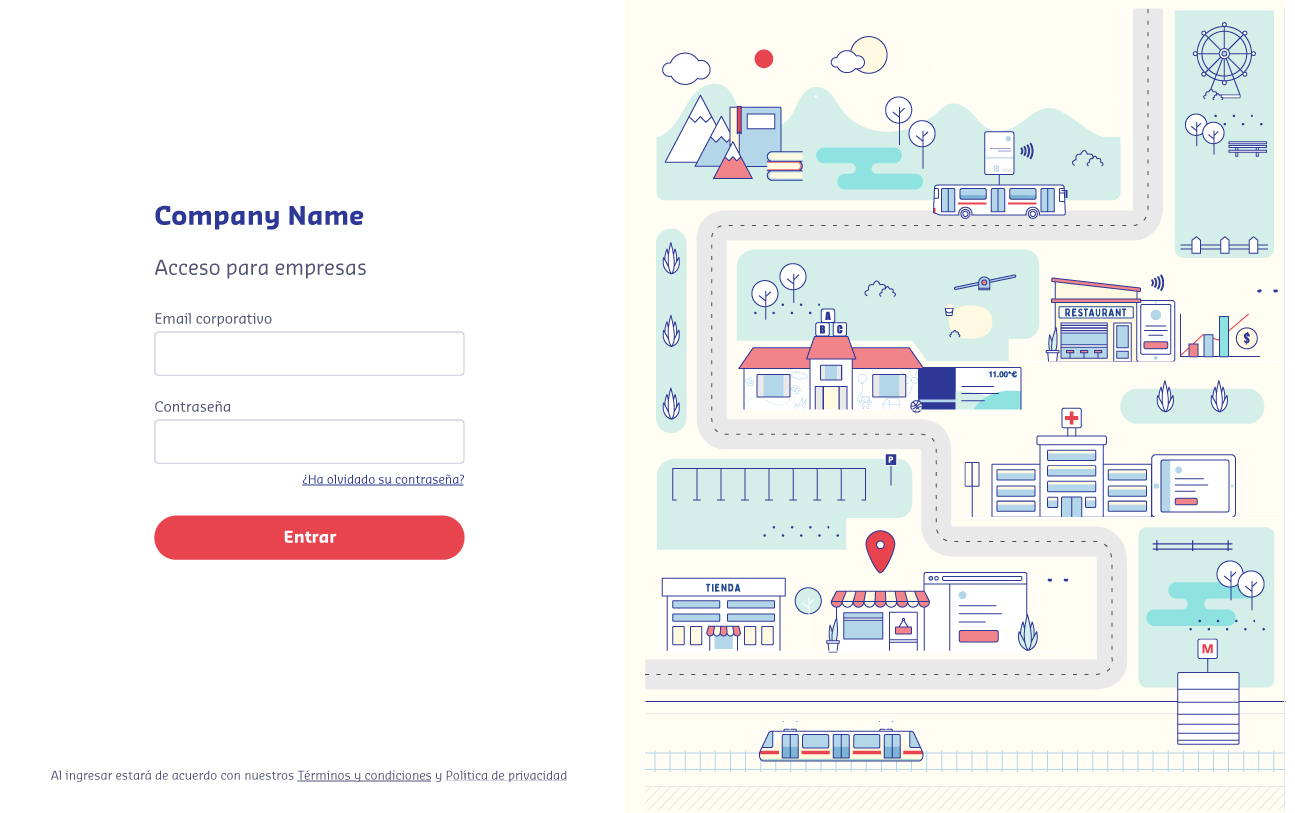 Company Name
Acceso para empresas
Email corporativo
Contraseña
¿Ha olvidado su contraseña?
Entrar
Al ingresar estará de acuerdo con nuestros Términos y condiciones y Política de privacidad
RESTAURANT
$
A
B C
11.00*€
P
TIENDA
M